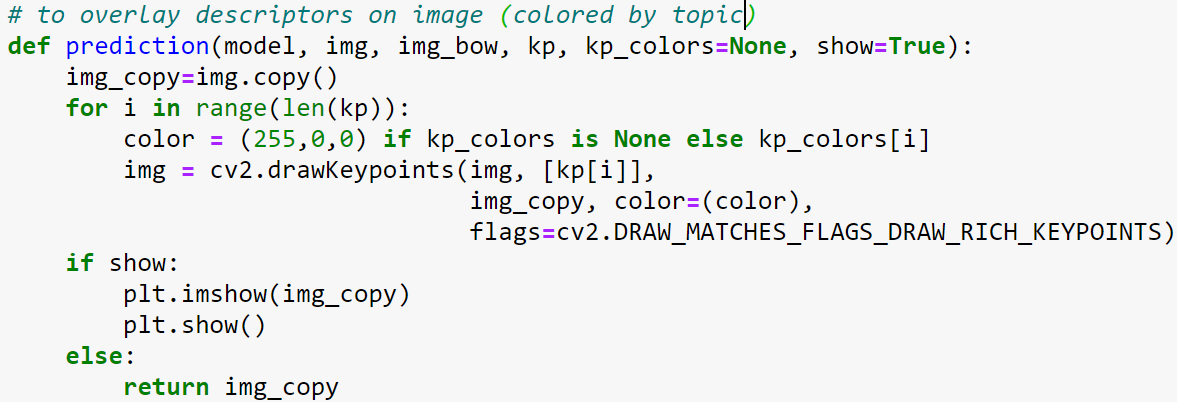 # to overlay descriptors on image (colored by topic)
def prediction(model, img, img_bow, kp, kp_colors=None, show=True):
    img_copy=img.copy()
    for i in range(len(kp)):
        color = (255,0,0) if kp_colors is None else kp_colors[i]
        img = cv2.drawKeypoints(img, [kp[i]],
                                img_copy, color=(color),
                                flags=cv2.DRAW_MATCHES_FLAGS_DRAW_RICH_KEYPOINTS)
    if show:
        plt.imshow(img_copy)
        plt.show()
    else:
        return img_copy